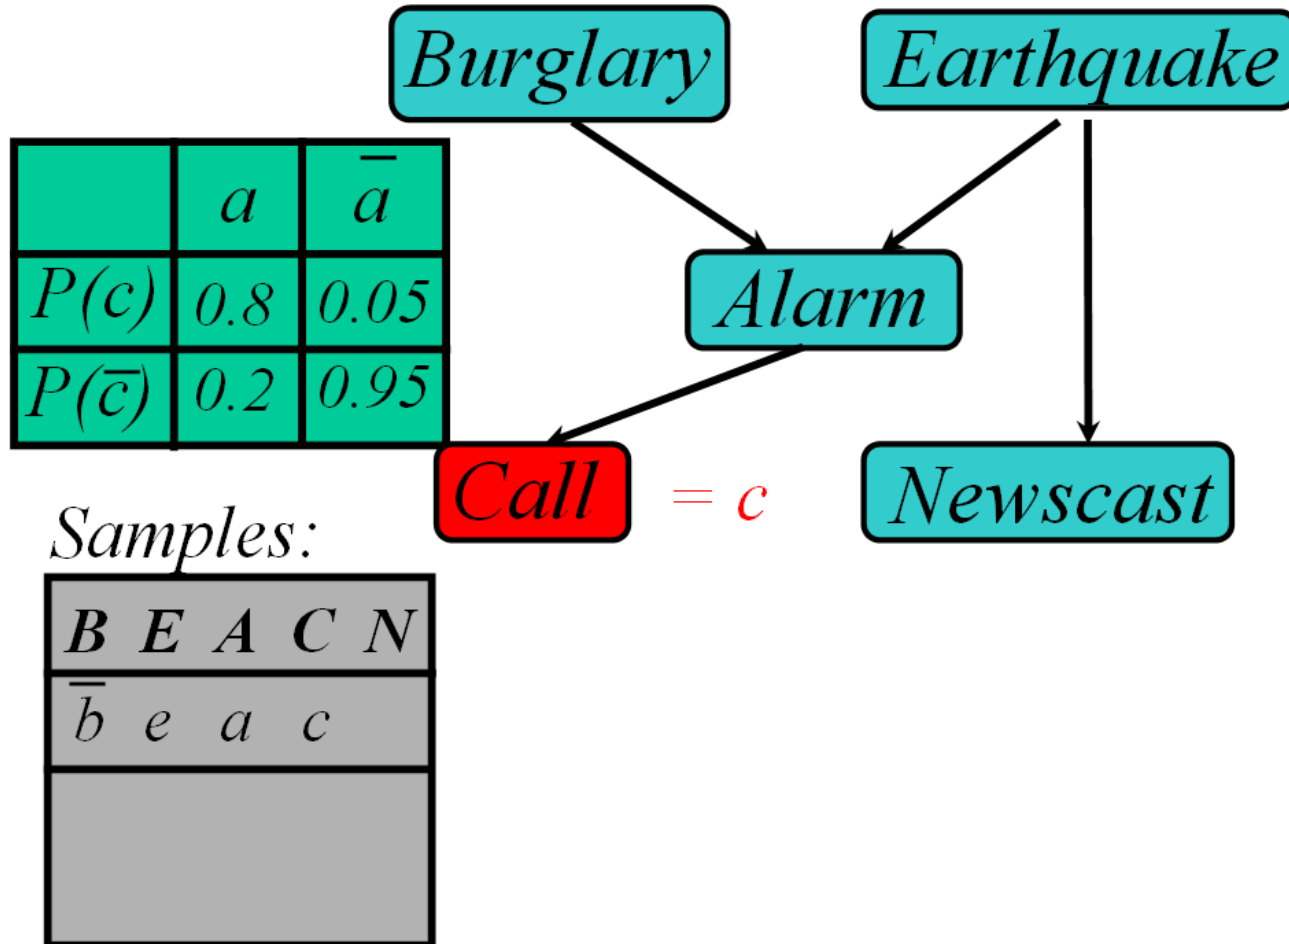 Burglary Earthquake
a a̅
P(c) 0.8 0.05
Alarm
P(c̅) 0.2 0.95
Call = c Newscast
Samples:
B E A C N
b̅ e a c